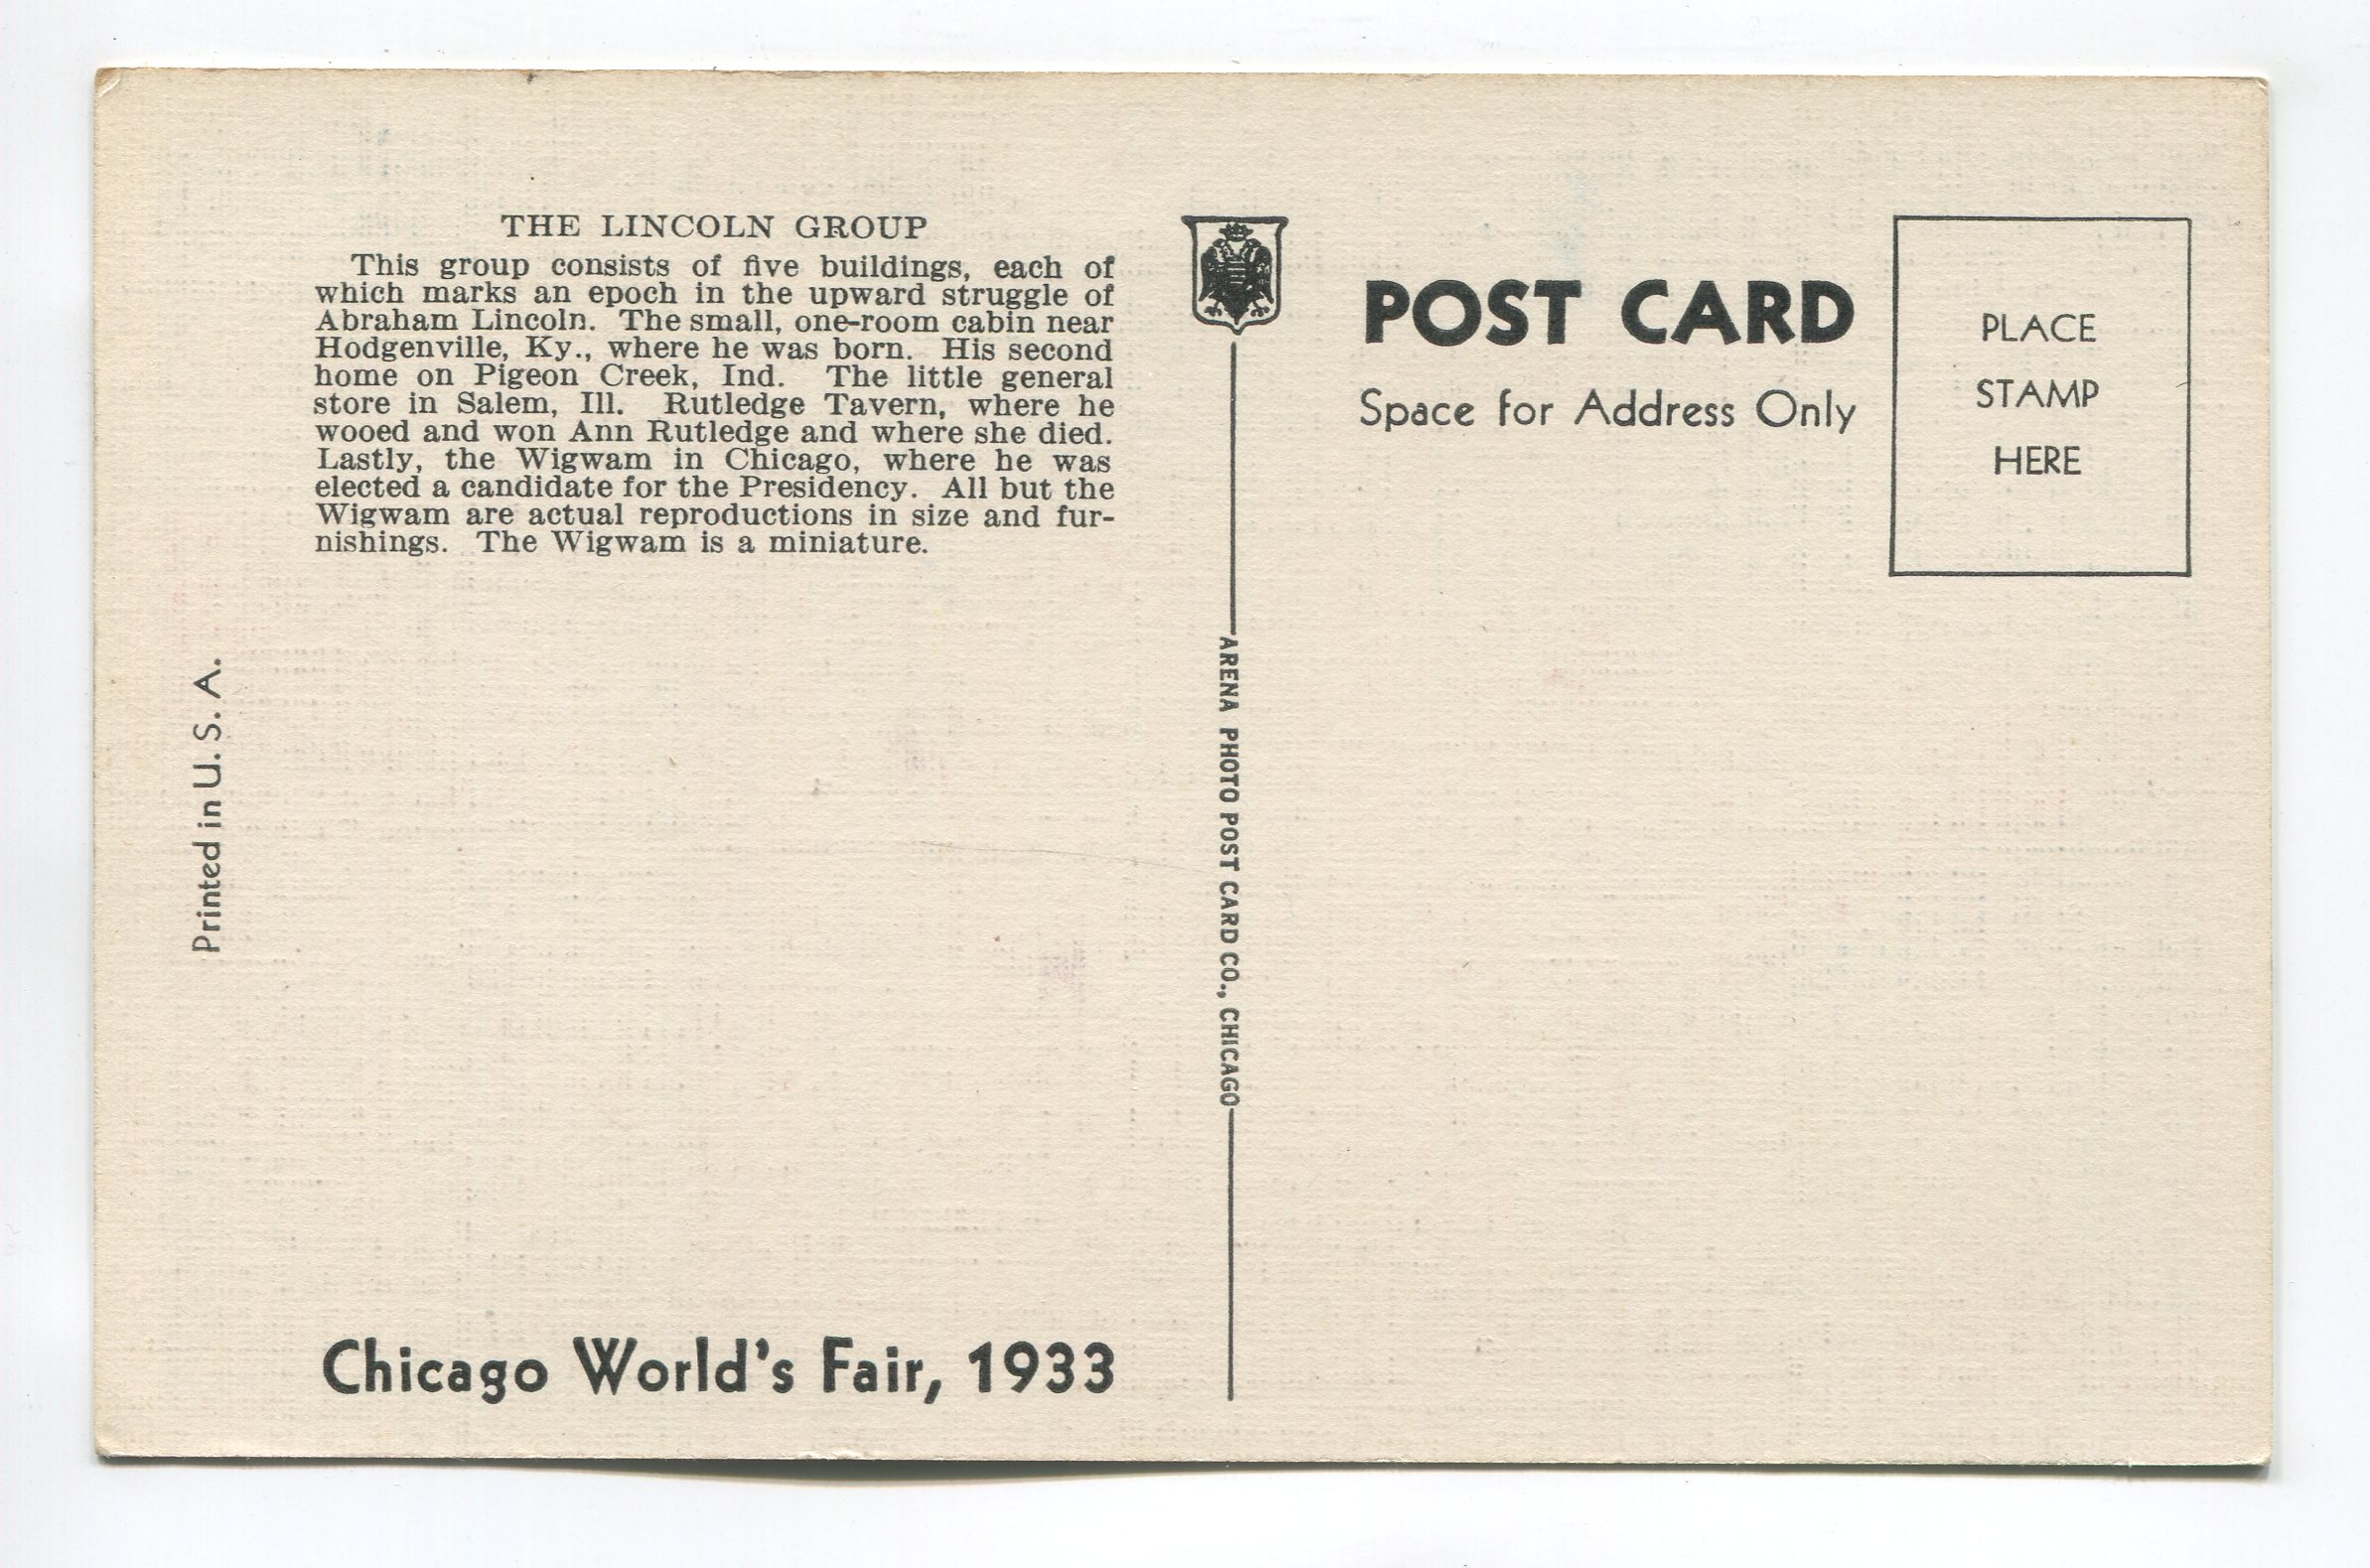 THE LINCOLN GROUP
This group consists of five buildings, each of
which marks an epoch in the upward struggle of
Abraham Lincoln. The small, one-room cabin near
Hodgenville, Ky., where he was born. His second
home on Pigeon Creek, Ind. The little general
store in Salem, Ill. Rutledge Tavern, where he
wooed and won Ann Rutledge and where she died.
Lastly, the Wigwam in Chicago, where he was
elected a candidate for the Presidency. All but the
Wigwam are actual reproductions in size and fur-
nishings. The Wigwam is a miniature.
Printed in U. S. A.
Chicago World's Fair, 1933
ARENA PHOTO POST CARD CO., CHICAGO
POST CARD
Space for Address Only
PLACE
STAMP
HERE